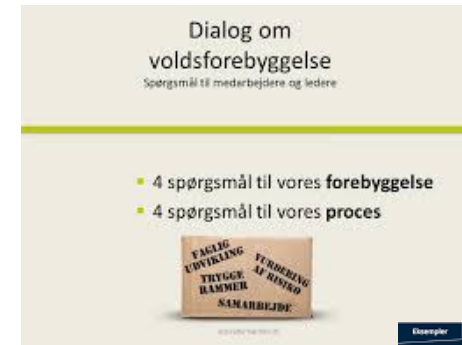 Dialog om
voldsforebyggelse
Spørgsmål til medarbejdere og ledere
4 spørgsmål til vores forebyggelse
4 spørgsmål til vores proces
FAGLIG
UDVIKLING
VURDERING
AF RISIKO
TRYGGE
RAMMER
SAMARBEJDE
Eksempler